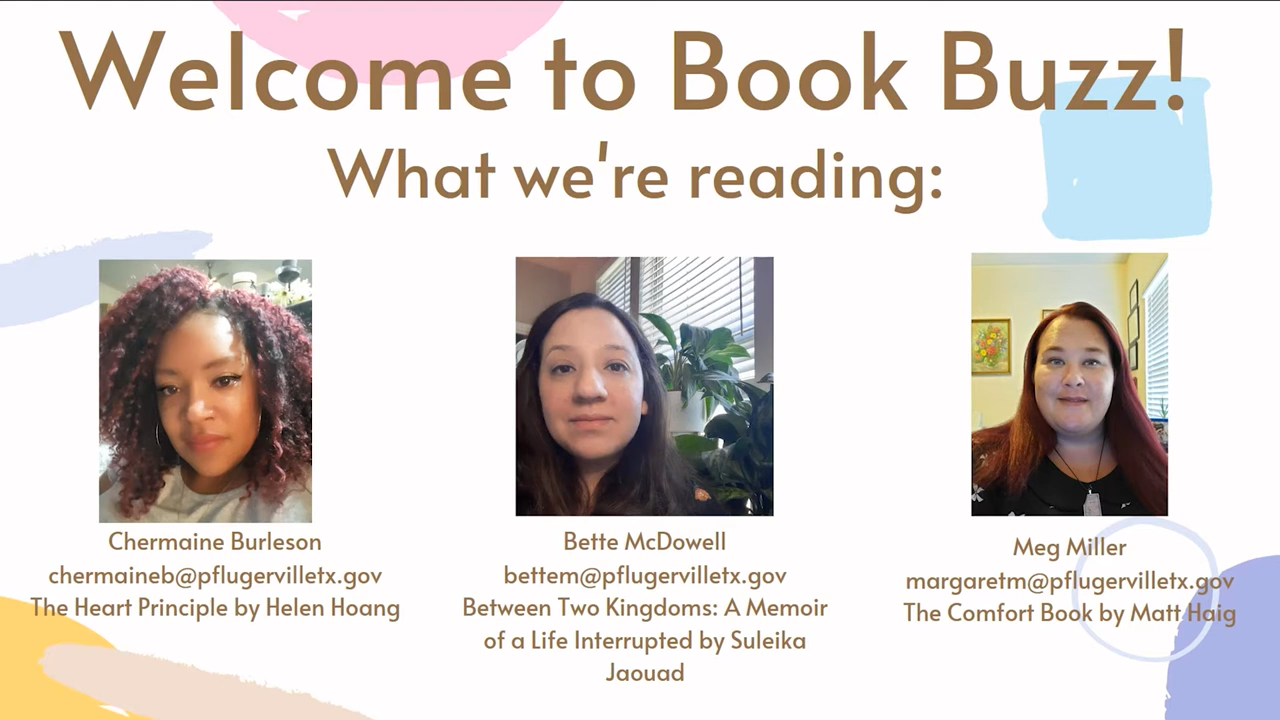 Welcome to Book Buzz!
What we're reading:
Chermaine Burleson
chermaineb@pflugervilletx.gov
The Heart Principle by Helen Hoang
Bette McDowell
bettem@pflugervilletx.gov
Between Two Kingdoms: A Memoir
of a Life Interrupted by Suleika
Jaouad
Meg Miller
margaretm@pflugervilletx.gov
The Comfort Book by Matt Haig